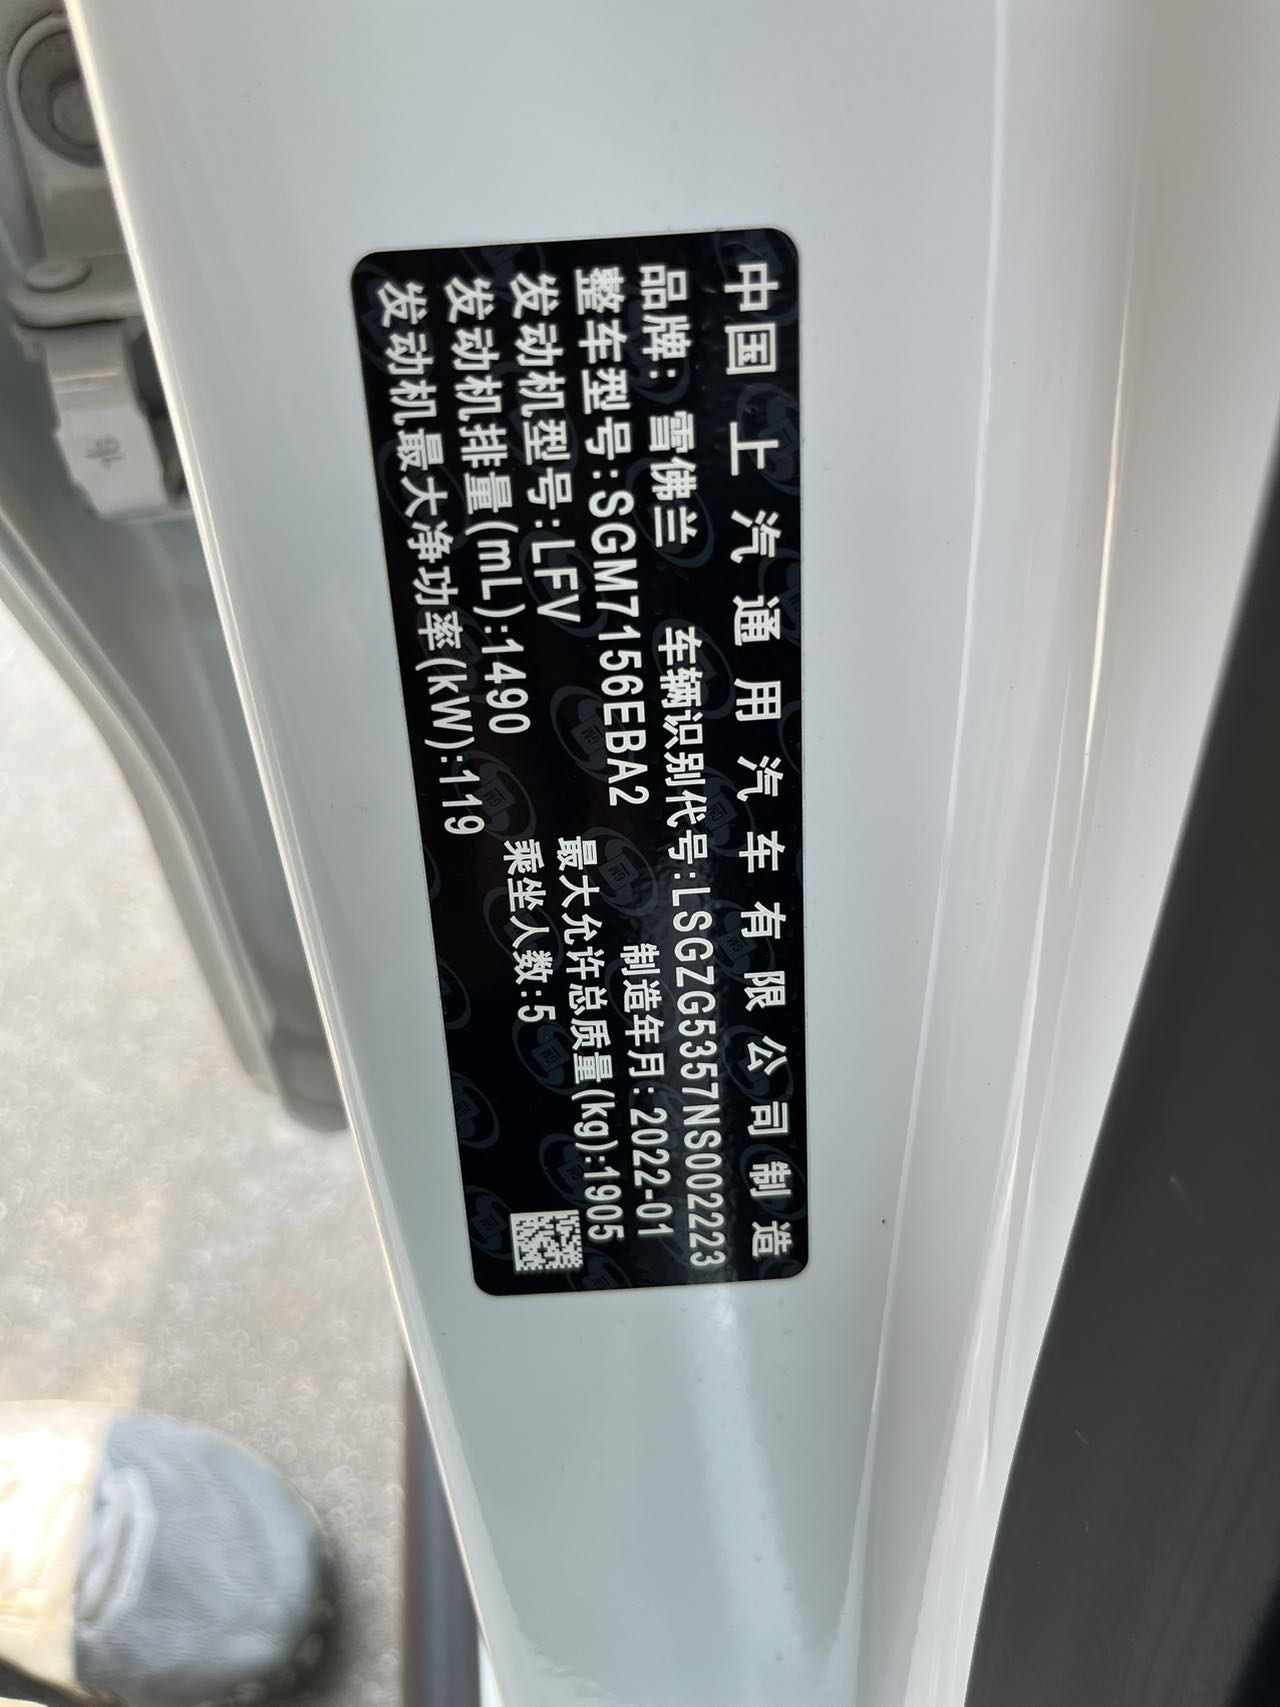 中国上汽通用汽车有限公司制造
品牌：雪佛兰 车辆识别代号:LSGZG5357NS002223
整车型号:SGM7156EBA2 制造年月:2022-01
发动机型号:LFV 最大允许总质量(kg):1905
发动机排量(mL):1490 乘坐人数:5
发动机最大净功率(kW):119